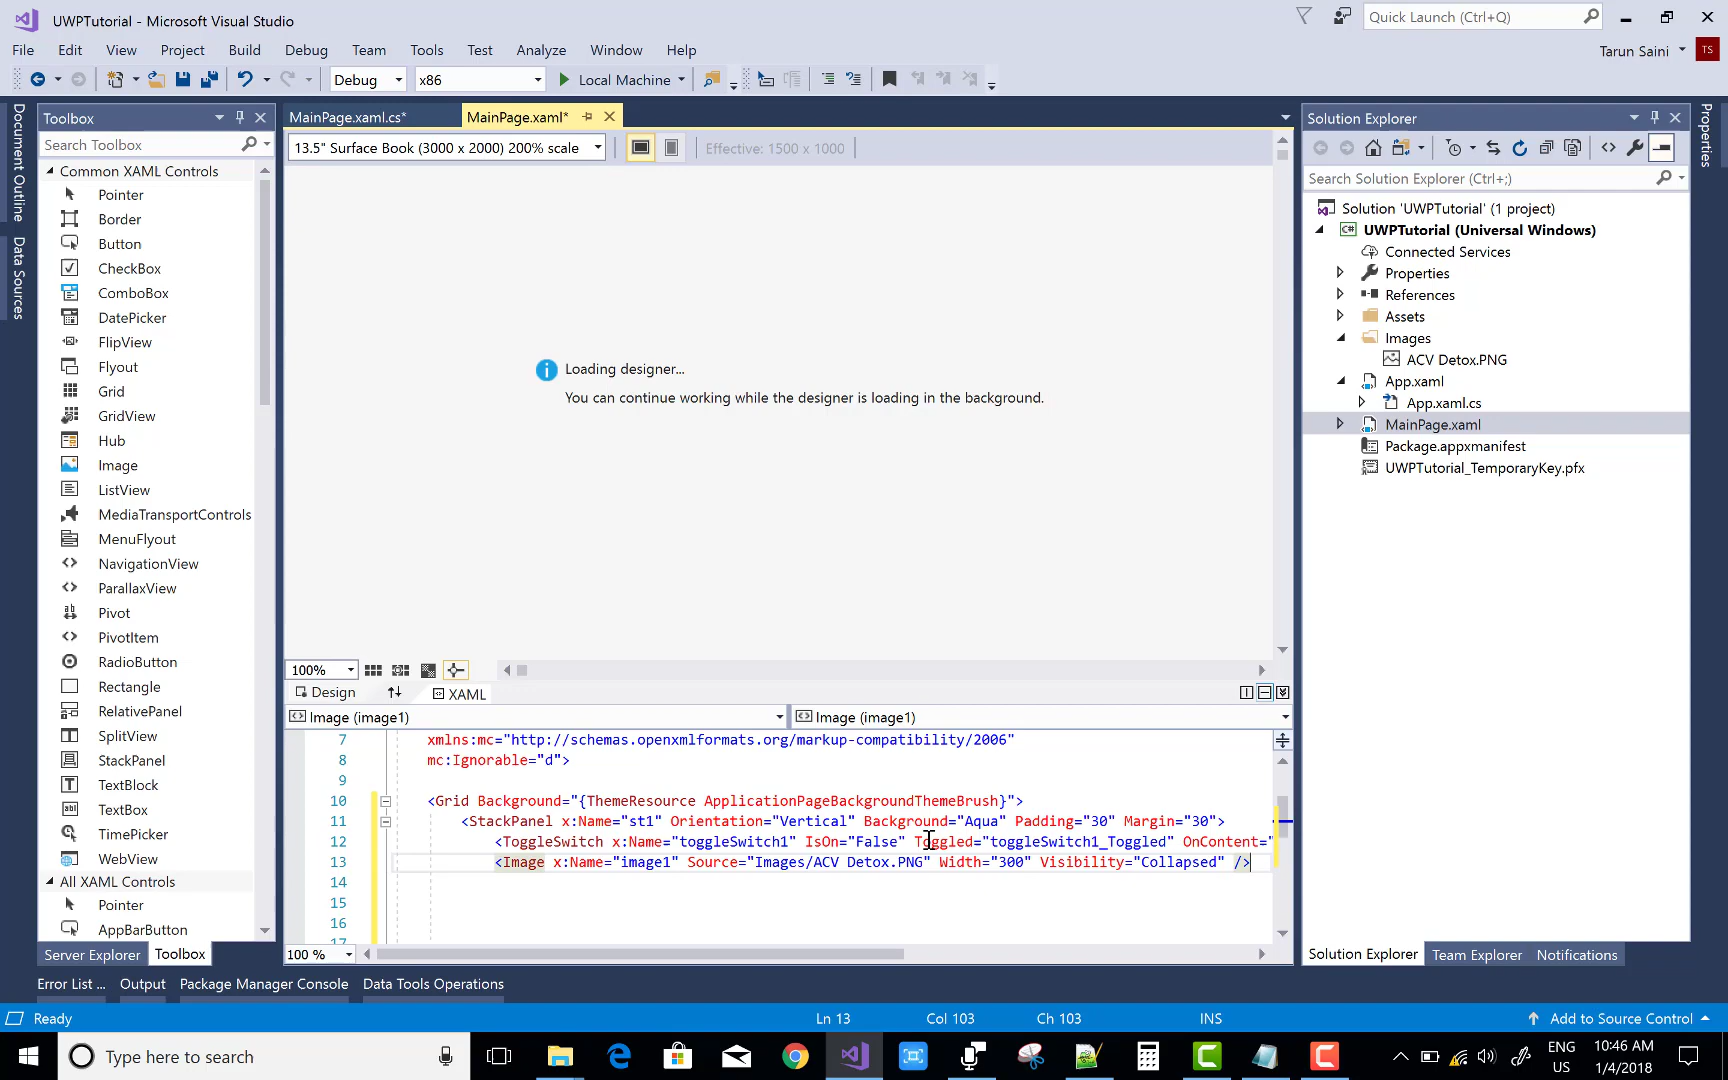 UWPTutorial - Microsoft Visual Studio
Quick Launch (Ctrl+Q)
File Edit View Project Build Debug Team Tools Test Analyze Window Help
Tarun Saini TS
Debug x86 Local Machine
Toolbox
MainPage.xaml.cs* MainPage.xaml*
Solution Explorer
Search Toolbox
13.5" Surface Book (3000 x 2000) 200% scale
Effective: 1500 x 1000
Search Solution Explorer (Ctrl+;)
Document Outline
Data Sources
Properties
Common XAML Controls
Pointer
Border
Button
CheckBox
ComboBox
DatePicker
FlipView
Flyout
Grid
GridView
Hub
Image
ListView
MediaTransportControls
MenuFlyout
NavigationView
ParallaxView
Pivot
PivotItem
RadioButton
Rectangle
RelativePanel
SplitView
StackPanel
TextBlock
TextBox
TimePicker
WebView
All XAML Controls
Pointer
AppBarButton
Server Explorer Toolbox
Loading designer...
You can continue working while the designer is loading in the background.
100%
Design XAML
Image (image1) Image (image1)
7 xmlns:mc="http://schemas.openxmlformats.org/markup-compatibility/2006"
8 mc:Ignorable="d">
9
10 <Grid Background="{ThemeResource ApplicationPageBackgroundThemeBrush}">
11 <StackPanel x:Name="st1" Orientation="Vertical" Background="Aqua" Padding="30" Margin="30">
12 <ToggleSwitch x:Name="toggleSwitch1" IsOn="False" Toggled="toggleSwitch1_Toggled" OnContent="
13 <Image x:Name="image1" Source="Images/ACV Detox.PNG" Width="300" Visibility="Collapsed" />
14
15
16
17
100 %
Solution 'UWPTutorial' (1 project)
C# UWPTutorial (Universal Windows)
Connected Services
Properties
References
Assets
Images
ACV Detox.PNG
App.xaml
App.xaml.cs
MainPage.xaml
Package.appxmanifest
UWPTutorial_TemporaryKey.pfx
Solution Explorer Team Explorer Notifications
Error List ... Output Package Manager Console Data Tools Operations
Ready Ln 13 Col 103 Ch 103 INS Add to Source Control
Type here to search
ENG
US
10:46 AM
1/4/2018